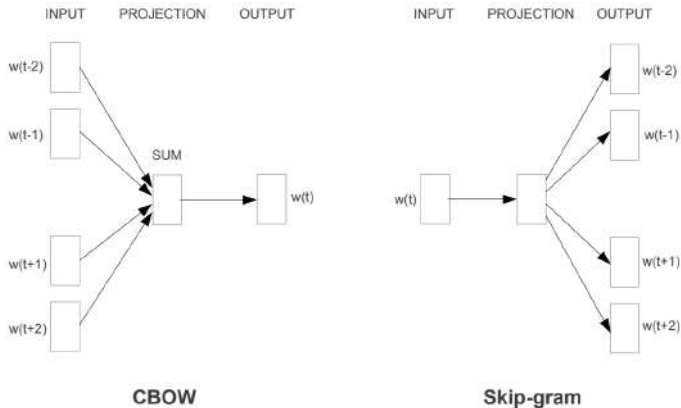 INPUT PROJECTION OUTPUT
w(t-2)
w(t-1)
SUM
w(t)
w(t+1)
w(t+2)
CBOW
INPUT PROJECTION OUTPUT
w(t-2)
w(t-1)
w(t)
w(t+1)
w(t+2)
Skip-gram